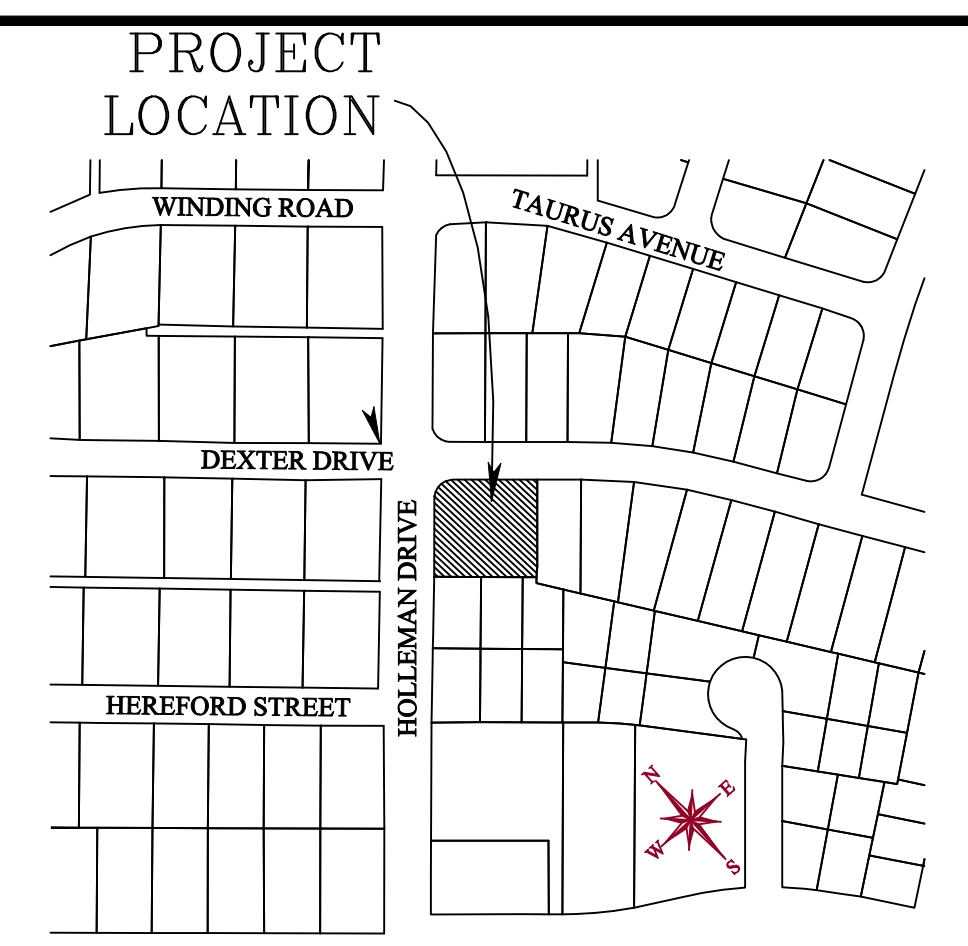 PROJECT
LOCATION
WINDING ROAD
TAURUS AVENUE
DEXTER DRIVE
HOLLEMAN DRIVE
HEREFORD STREET
N
E
W
S